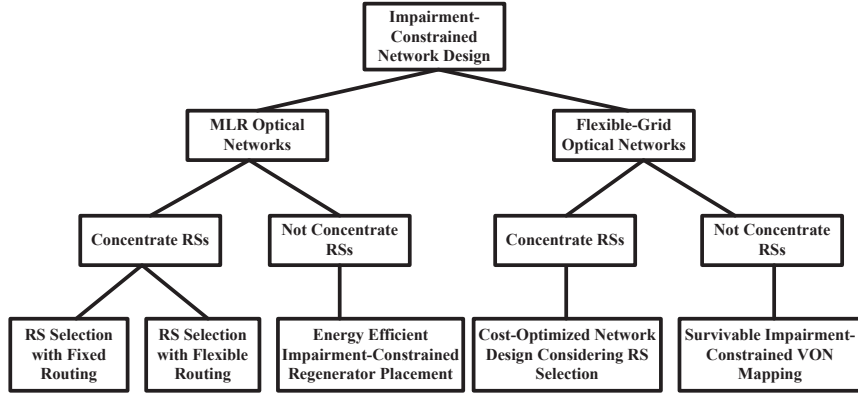 Impairment-
Constrained
Network Design
MLR Optical
Networks
Flexible-Grid
Optical Networks
Concentrate RSs
Not Concentrate
RSs
Concentrate RSs
Not Concentrate
RSs
RS Selection
with Fixed
Routing
RS Selection
with Flexible
Routing
Energy Efficient
Impairment-Constrained
Regenerator Placement
Cost-Optimized Network
Design Considering RS
Selection
Survivable Impairment-
Constrained VON
Mapping